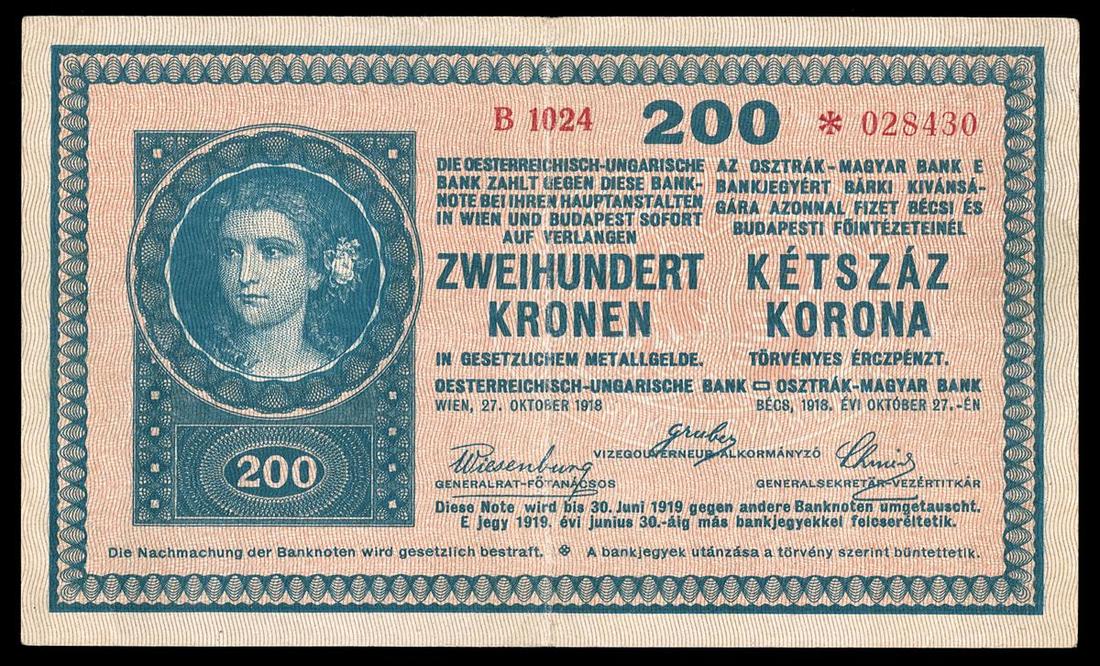 B 1024 200 * 028430
DIE OESTERREICHISCH-UNGARISCHE
BANK ZAHLT GEGEN DIESE BANK-
NOTE BEI IHREN HAUPTANSTALTEN
IN WIEN UND BUDAPEST SOFORT
AUF VERLANGEN
ZWEIHUNDERT
KRONEN
IN GESETZLICHEM METALLGELDE.
AZ OSZTRÁK-MAGYAR BANK E
BANKJEGYÉRT BÁRKI KIVÁNSÁ-
GÁRA AZONNAL FIZET BÉCSI ÉS
BUDAPESTI FŐINTÉZETEINÉL
KÉTSZÁZ
KORONA
TÖRVÉNYES ÉRCZPÉNZT.
OESTERREICHISCH-UNGARISCHE BANK OSZTRÁK-MAGYAR BANK
WIEN, 27. OKTOBER 1918
BÉCS, 1918. ÉVI OKTÓBER 27.-ÉN
gruber
VIZEGOUVERNEUR ALKORMÁNYZÓ
Wiesenburg
GENERALRAT-FŐTANÁCSOS
Schmid
GENERALSEKRETÄR-VEZÉRTITKÁR
200
Diese Note wird bis 30. Juni 1919 gegen andere Banknoten umgetauscht.
E jegy 1919. évi junius 30.-áig más bankjegyekkel felcseréltetik.
Die Nachmachung der Banknoten wird gesetzlich bestraft. A bankjegyek utánzása a törvény szerint büntettetik.